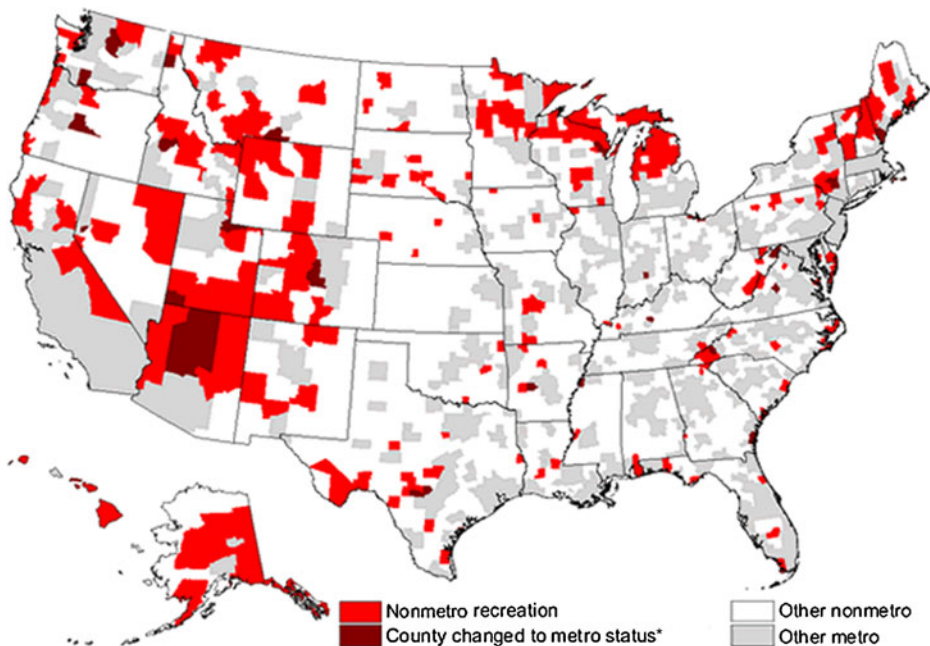 Nonmetro recreation
County changed to metro status*
Other nonmetro
Other metro